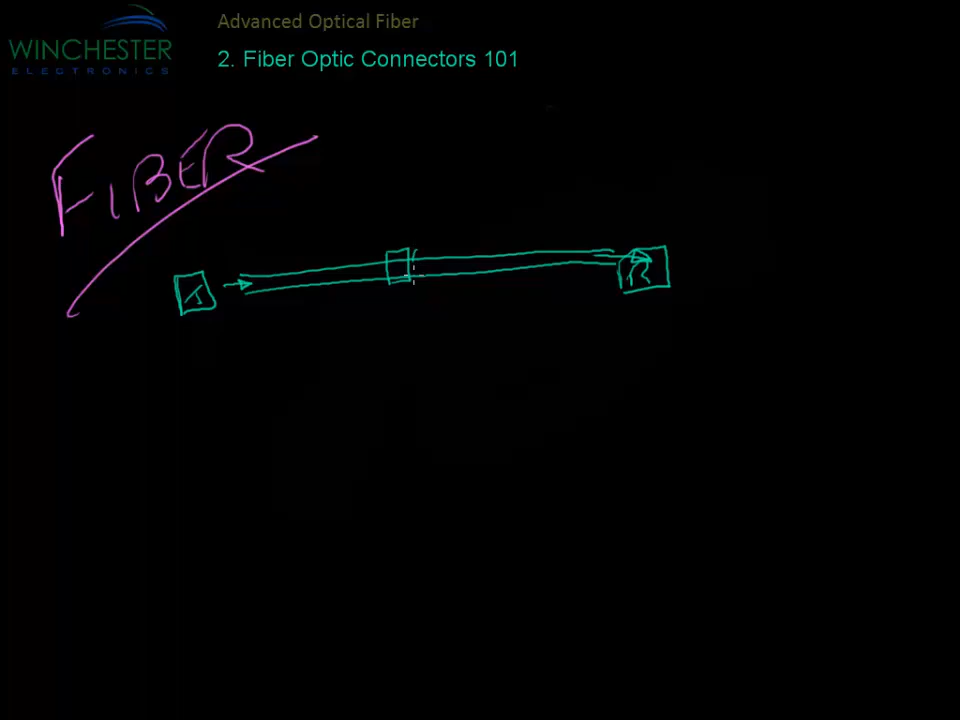 Advanced Optical Fiber
WINCHESTER
ELECTRONICS
2. Fiber Optic Connectors 101
FIBER
T
R